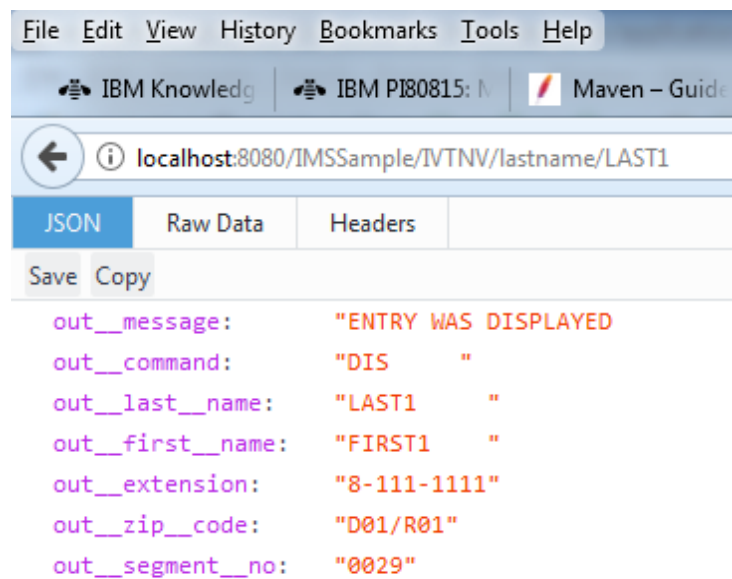 File Edit View History Bookmarks Tools Help
IBM Knowledg IBM PI80815: Maven – Guide
localhost:8080/IMSSample/IVTNV/lastname/LAST1
JSON Raw Data Headers
Save Copy
out__message: "ENTRY WAS DISPLAYED
out__command: "DIS     "
out__last__name: "LAST1     "
out__first__name: "FIRST1    "
out__extension: "8-111-1111"
out__zip__code: "D01/R01"
out__segment__no: "0029"